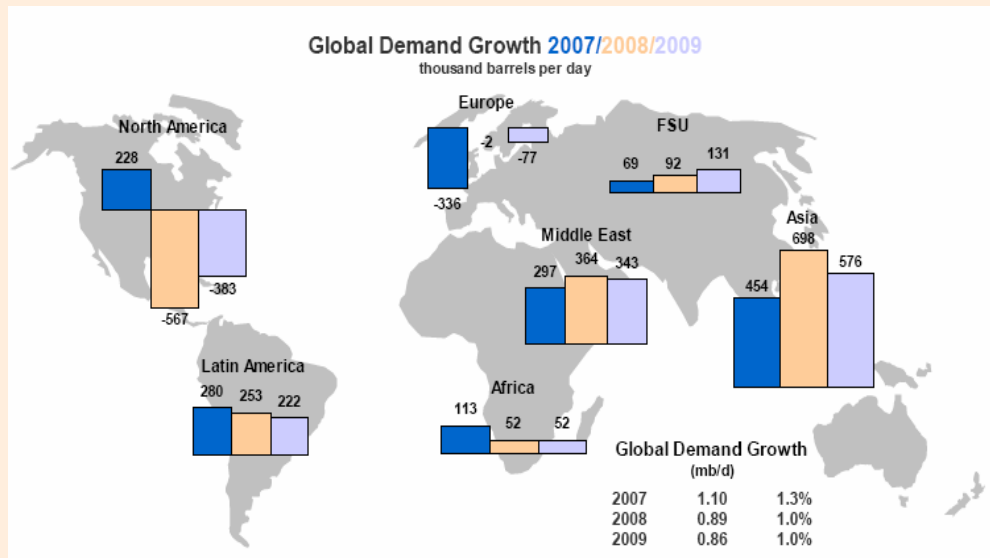 Global Demand Growth 2007/2008/2009
thousand barrels per day
North America
228
-567
-383
Europe
-336
-2
-77
FSU
69
92
131
Middle East
297
364
343
Asia
454
698
576
Latin America
280
253
222
Africa
113
52
52
Global Demand Growth
(mb/d)
2007 1.10 1.3%
2008 0.89 1.0%
2009 0.86 1.0%